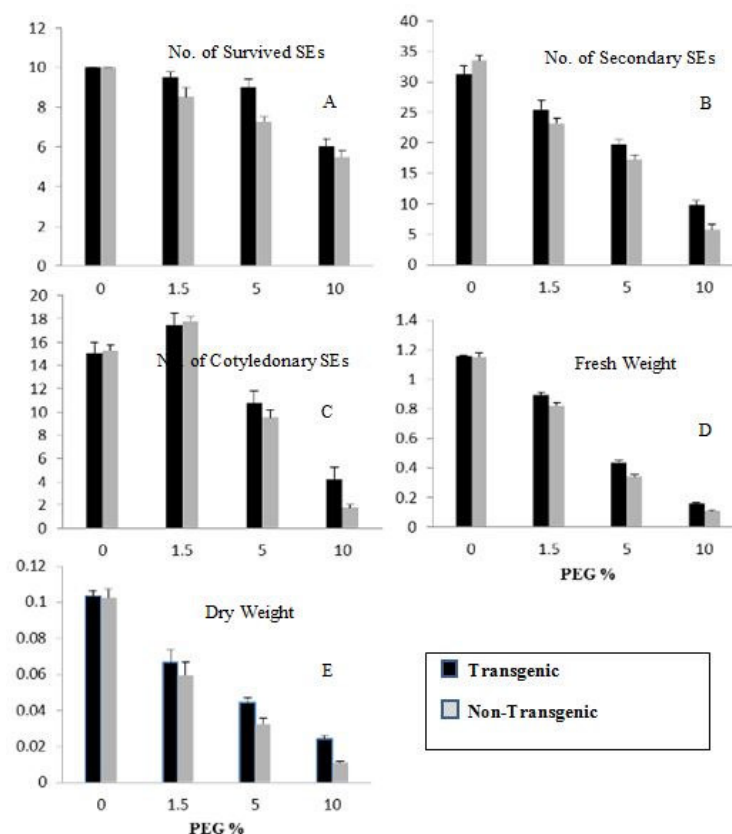 No. of Survived SEs
A
12
10
8
6
4
2
0
0 1.5 5 10
No. of Secondary SEs
B
40
35
30
25
20
15
10
5
0
0 1.5 5 10
No. of Cotyledonary SEs
C
20
18
16
14
12
10
8
6
4
2
0
0 1.5 5 10
Fresh Weight
D
1.4
1.2
1
0.8
0.6
0.4
0.2
0
0 1.5 5 10
PEG %
Dry Weight
E
0.12
0.1
0.08
0.06
0.04
0.02
0
0 1.5 5 10
PEG %
Transgenic
Non-Transgenic